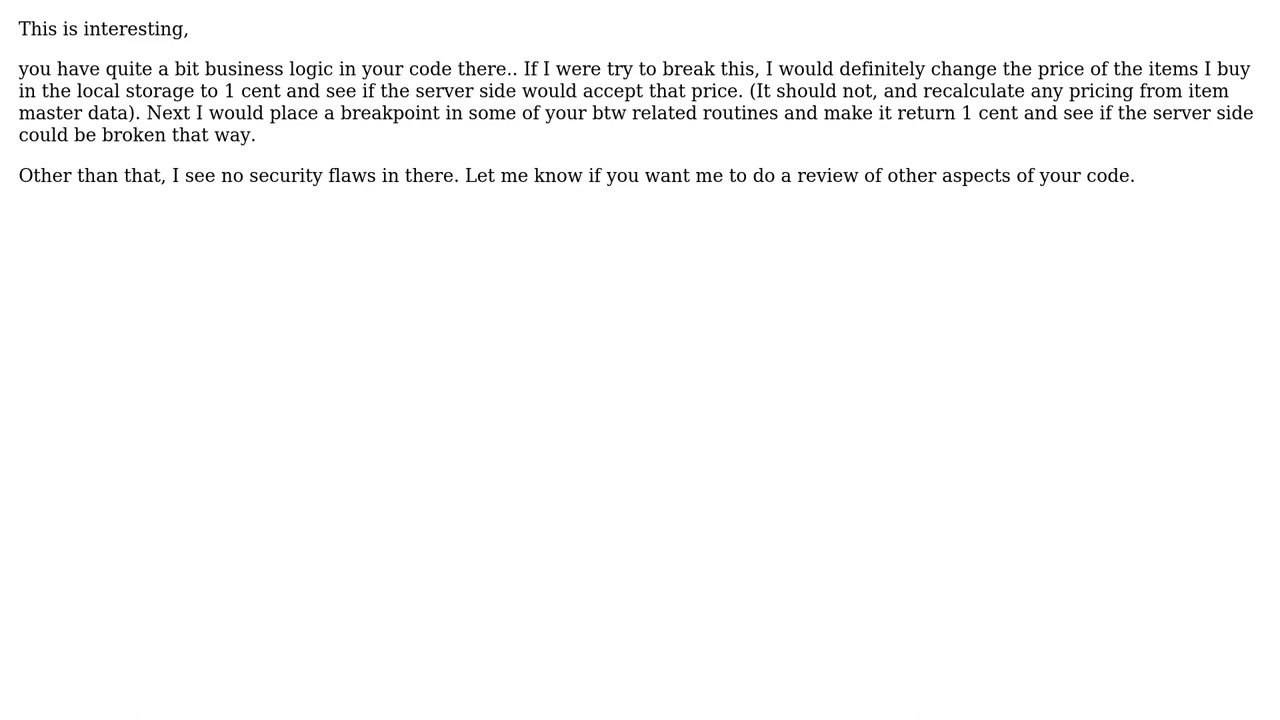 This is interesting,
you have quite a bit business logic in your code there.. If I were try to break this, I would definitely change the price of the items I buy
in the local storage to 1 cent and see if the server side would accept that price. (It should not, and recalculate any pricing from item
master data). Next I would place a breakpoint in some of your btw related routines and make it return 1 cent and see if the server side
could be broken that way.
Other than that, I see no security flaws in there. Let me know if you want me to do a review of other aspects of your code.